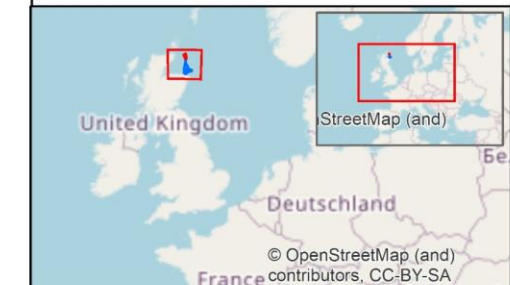 StreetMap (and)
United Kingdom
Бе
Deutschland
© OpenStreetMap (and)
contributors, CC-BY-SA
France